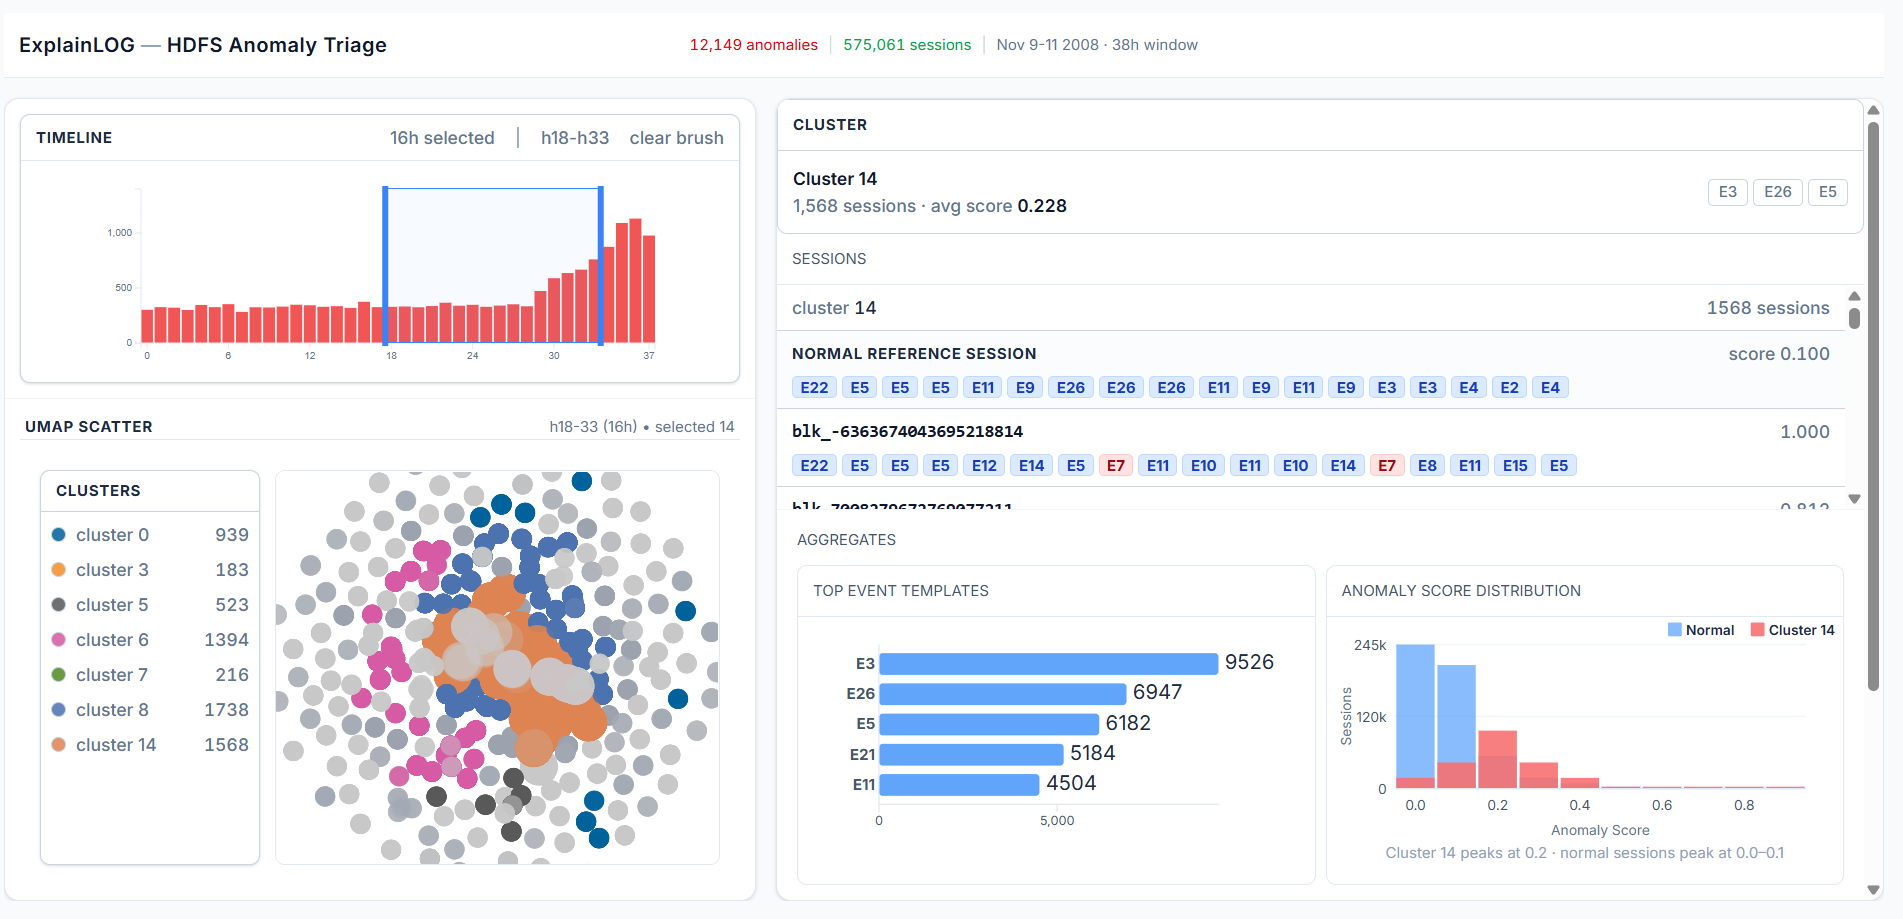 ExplainLOG — HDFS Anomaly Triage
12,149 anomalies | 575,061 sessions | Nov 9-11 2008 · 38h window
TIMELINE
16h selected | h18-h33 clear brush
1,000
500
0
0 6 12 18 24 30 37
UMAP SCATTER
h18-h33 (16h) • selected 14
CLUSTERS
cluster 0 939
cluster 3 183
cluster 5 523
cluster 6 1394
cluster 7 216
cluster 8 1738
cluster 14 1568
CLUSTER
Cluster 14
1,568 sessions · avg score 0.228
E3 E26 E5
SESSIONS
cluster 14 1568 sessions
NORMAL REFERENCE SESSION score 0.100
E22 E5 E5 E5 E11 E9 E26 E26 E26 E11 E9 E11 E9 E3 E3 E4 E2 E4
blk_-6363674043695218814 1.000
E22 E5 E5 E5 E12 E14 E5 E7 E11 E10 E11 E10 E14 E7 E8 E11 E15 E5
AGGREGATES
TOP EVENT TEMPLATES
E3 9526
E26 6947
E5 6182
E21 5184
E11 4504
0 5,000
ANOMALY SCORE DISTRIBUTION
Normal Cluster 14
245k
120k
0
Sessions
0.0 0.2 0.4 0.6 0.8
Anomaly Score
Cluster 14 peaks at 0.2 · normal sessions peak at 0.0–0.1